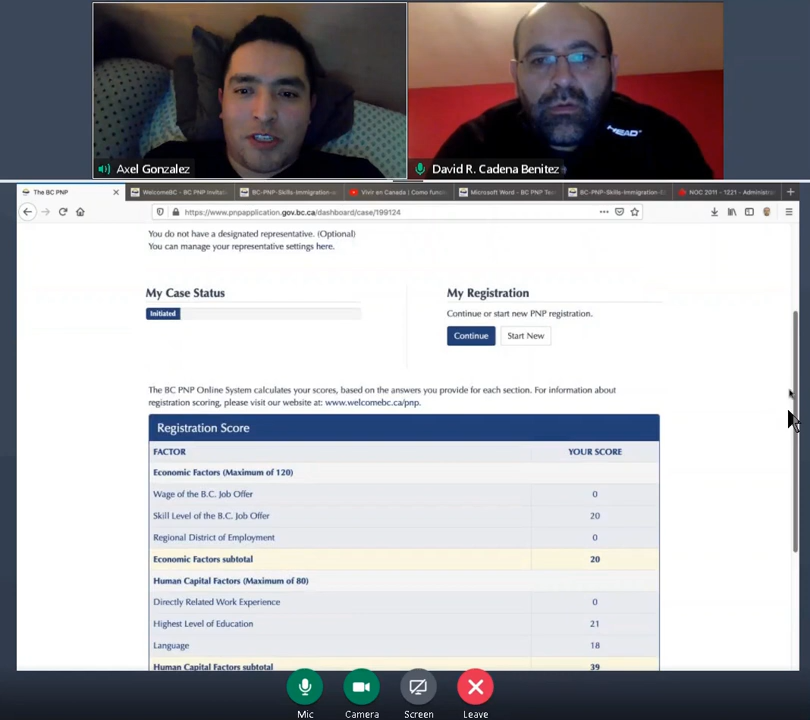 Axel Gonzalez
David R. Cadena Benitez
HEAD
The BC PNP
WelcomeBC - BC PNP Invitat
BC-PNP-Skills-Immigration-a
Vivir en Canada | Como funci
Microsoft Word - BC PNP Tec
BC-PNP-Skills-Immigration-E
NOC 2011 - 1221 - Administra
https://www.pnpapplication.gov.bc.ca/dashboard/case/199124
You do not have a designated representative. (Optional)
You can manage your representative settings here.
My Case Status
Initiated
My Registration
Continue or start new PNP registration.
Continue
Start New
The BC PNP Online System calculates your scores, based on the answers you provide for each section. For information about
registration scoring, please visit our website at: www.welcomebc.ca/pnp.
Registration Score
FACTOR YOUR SCORE
Economic Factors (Maximum of 120)
Wage of the B.C. Job Offer 0
Skill Level of the B.C. Job Offer 20
Regional District of Employment 0
Economic Factors subtotal 20
Human Capital Factors (Maximum of 80)
Directly Related Work Experience 0
Highest Level of Education 21
Language 18
Human Capital Factors subtotal 39
Mic
Camera
Screen
Leave